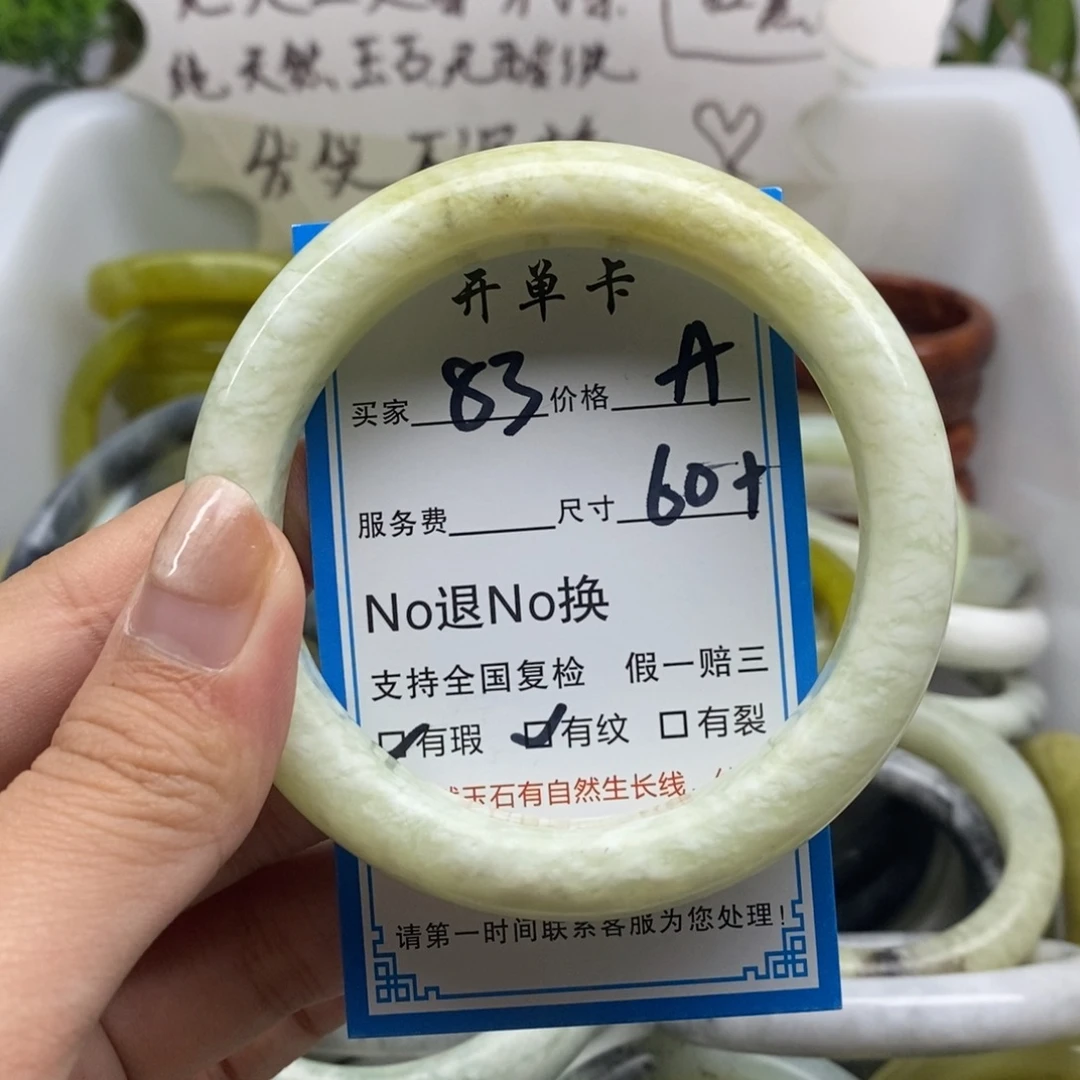 纯天然玉石无酸洗
开单卡
买家 83 价格 A
服务费 尺寸 60+
No退No换
支持全国复检 假一赔三
☑有瑕 ☑有纹 □有裂
玉石有自然生长线
请第一时间联系客服为您处理!